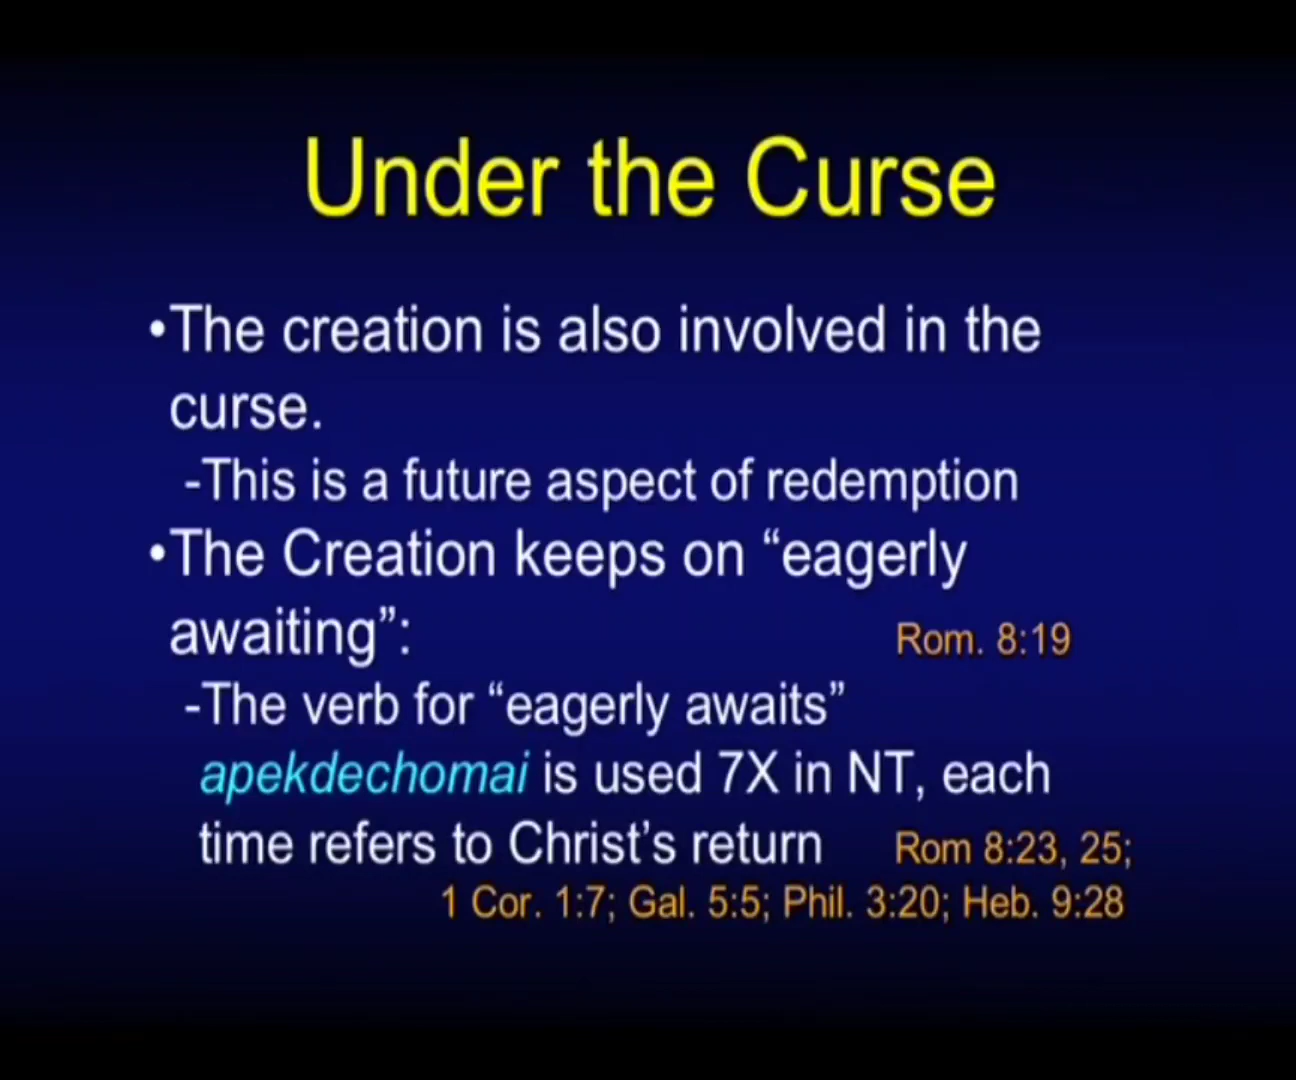 Under the Curse
•The creation is also involved in the
curse.
-This is a future aspect of redemption
•The Creation keeps on “eagerly
awaiting”: Rom. 8:19
-The verb for “eagerly awaits”
apekdechomai is used 7X in NT, each
time refers to Christ’s return Rom 8:23, 25;
1 Cor. 1:7; Gal. 5:5; Phil. 3:20; Heb. 9:28